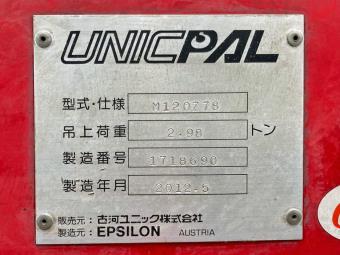 UNICPAL
型式・仕様 M120Z78
吊上荷重 2.98 トン
製造番号 1718690
製造年月 2012.5
販売元：古河ユニック株式会社
製造元：EPSILON AUSTRIA